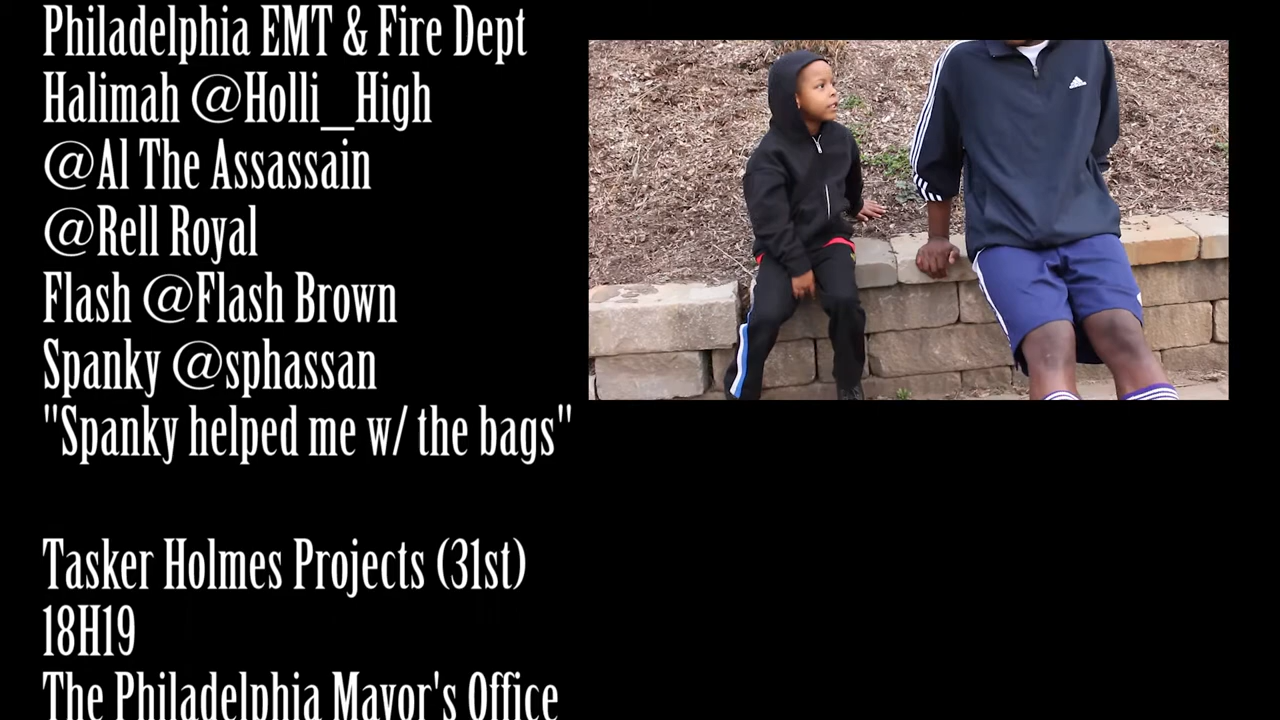 Philadelphia EMT & Fire Dept
Halimah @Holli_High
@Al The Assassain
@Rell Royal
Flash @Flash Brown
Spanky @sphassan
"Spanky helped me w/ the bags"
Tasker Holmes Projects (31st)
18H19
The Philadelphia Mayor's Office